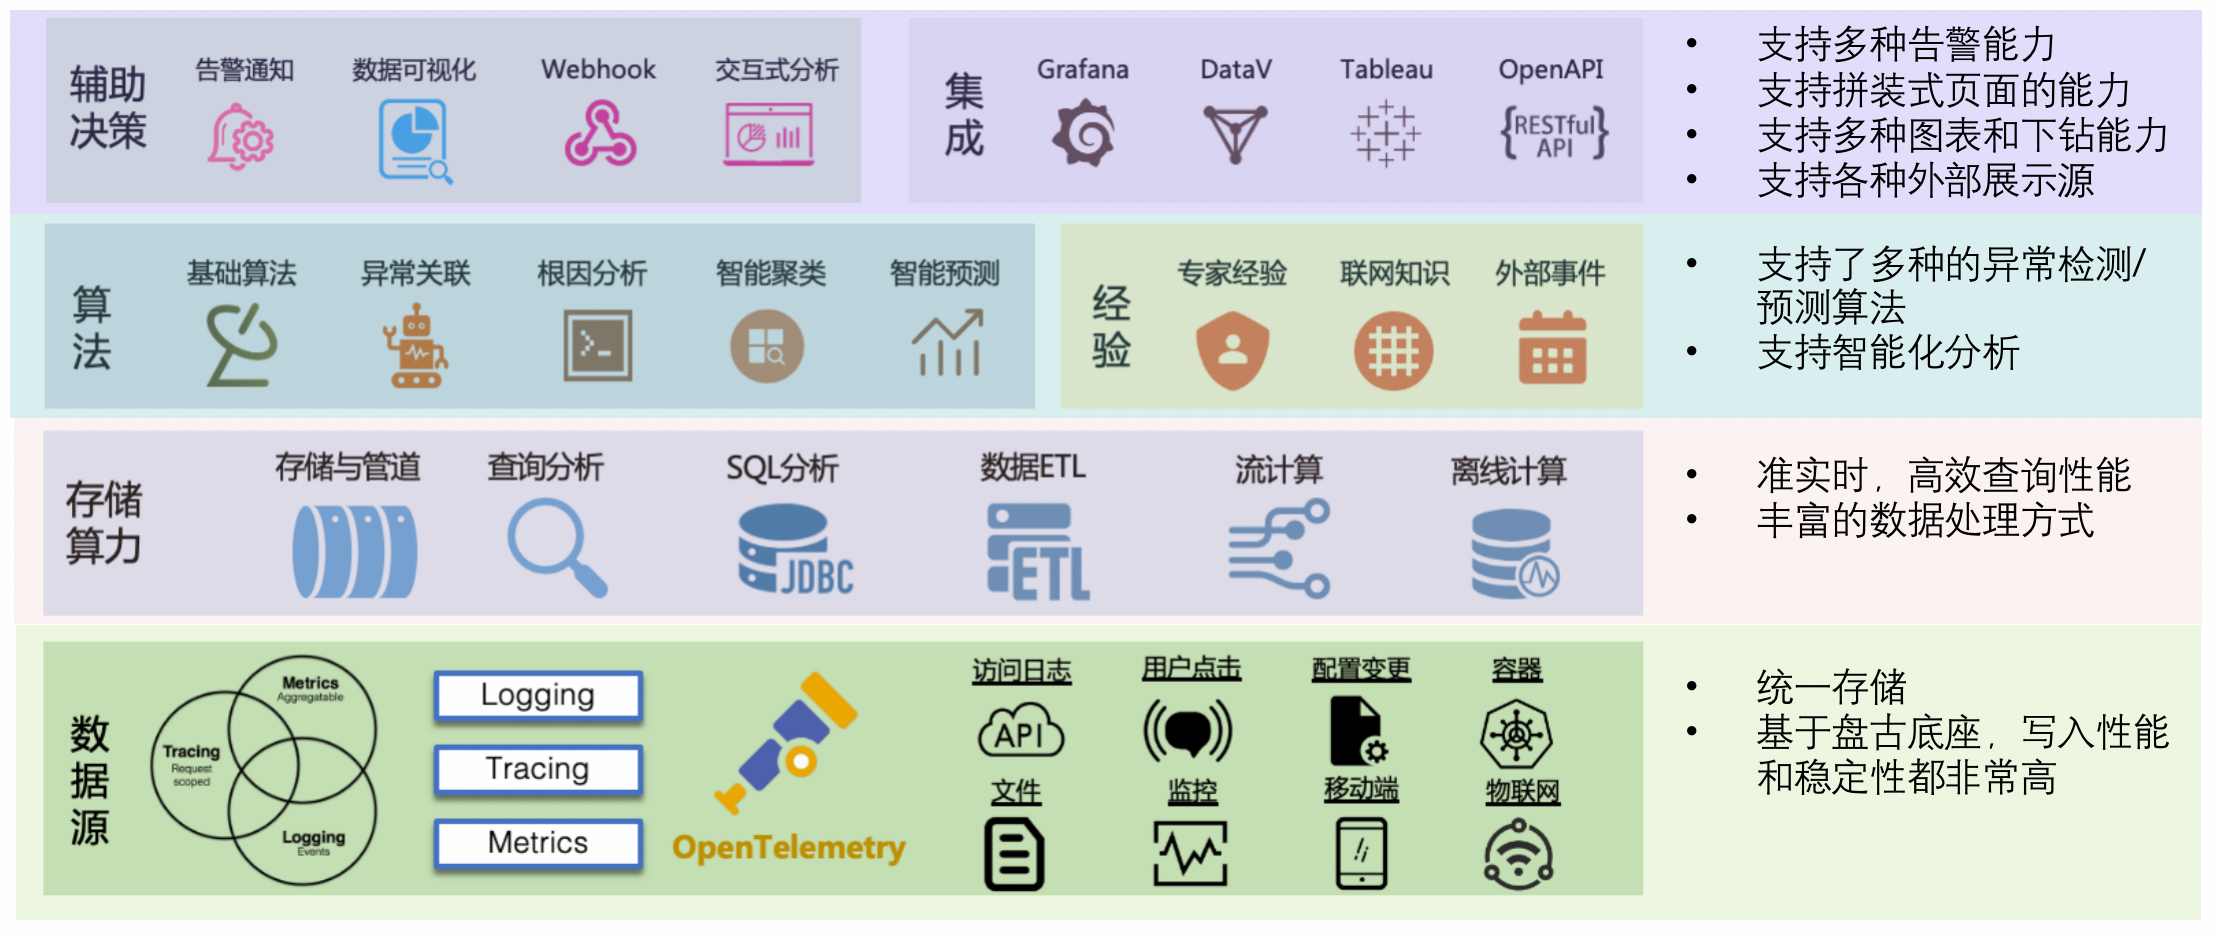 辅助
决策
告警通知
数据可视化
Webhook
交互式分析
集
成
Grafana
DataV
Tableau
OpenAPI
{RESTful
API}
• 支持多种告警能力
• 支持拼装式页面的能力
• 支持多种图表和下钻能力
• 支持各种外部展示源
算
法
基础算法
异常关联
根因分析
智能聚类
智能预测
经
验
专家经验
联网知识
外部事件
• 支持了多种的异常检测/
预测算法
• 支持智能化分析
存储
算力
存储与管道
查询分析
SQL分析
JDBC
数据ETL
ETL
流计算
离线计算
• 准实时，高效查询性能
• 丰富的数据处理方式
数
据
源
Metrics
Aggregatable
Tracing
Request
scoped
Logging
Events
Logging
Tracing
Metrics
OpenTelemetry
访问日志
API
用户点击
配置变更
容器
文件
监控
移动端
物联网
• 统一存储
• 基于盘古底座，写入性能
和稳定性都非常高